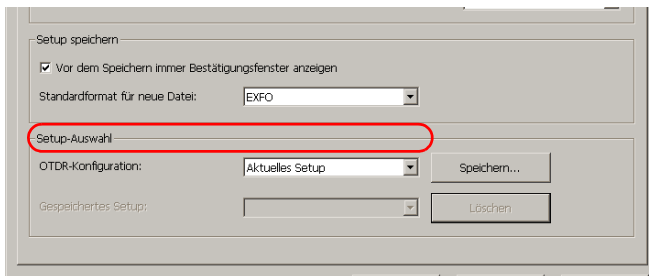 Setup speichern
Vor dem Speichern immer Bestätigungsfenster anzeigen
Standardformat für neue Datei: EXFO
Setup-Auswahl
OTDR-Konfiguration: Aktuelles Setup Speichern...
Gespeichertes Setup: Löschen